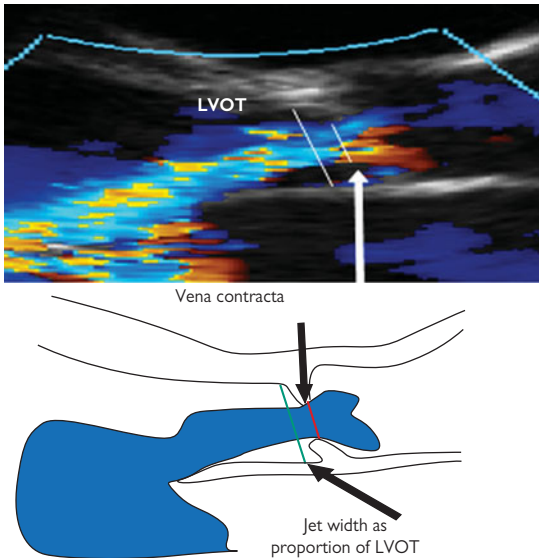 LVOT
Vena contracta
Jet width as
proportion of LVOT